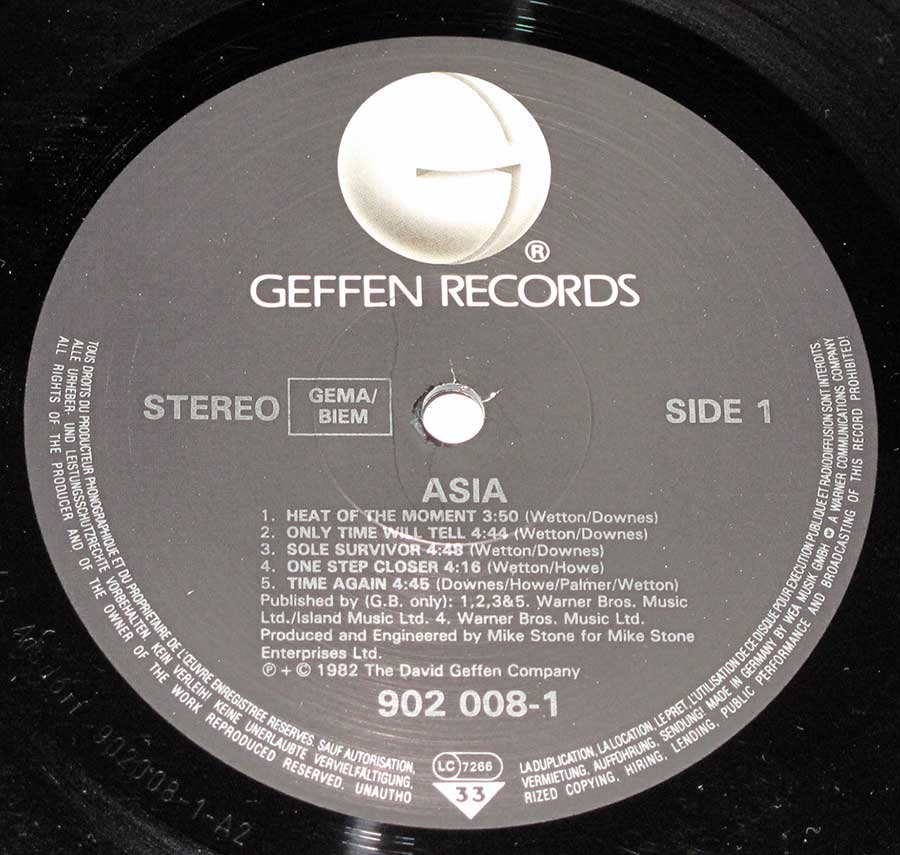 ®
GEFFEN RECORDS
STEREO
GEMA/
BIEM
SIDE 1
ASIA
1. HEAT OF THE MOMENT 3:50 (Wetton/Downes)
2. ONLY TIME WILL TELL 4:44 (Wetton/Downes)
3. SOLE SURVIVOR 4:48 (Wetton/Downes)
4. ONE STEP CLOSER 4:16 (Wetton/Howe)
5. TIME AGAIN 4:45 (Downes/Howe/Palmer/Wetton)
Published by (G.B. only): 1,2,3&5. Warner Bros. Music
Ltd./Island Music Ltd. 4. Warner Bros. Music Ltd.
Produced and Engineered by Mike Stone for Mike Stone
Enterprises Ltd.
℗ + © 1982 The David Geffen Company
902 008-1
LC 7266
33
TOUS DROITS DU PRODUCTEUR PHONOGRAPHIQUE ET DU PROPRIETAIRE DE L'ŒUVRE ENREGISTREE RESERVES. SAUF AUTORISATION, LA DUPLICATION, LA LOCATION, LE PRET, L'UTILISATION DE CE DISQUE POUR EXECUTION PUBLIQUE ET RADIODIFFUSION SONT INTERDITS.
ALLE URHEBER- UND LEISTUNGSSCHUTZRECHTE VORBEHALTEN. KEIN VERLEIH! KEINE UNERLAUBTE VERVIELFÄLTIGUNG, VERMIETUNG, AUFFÜHRUNG, SENDUNG! MADE IN GERMANY BY WEA MUSIK GMBH A WARNER COMMUNICATIONS COMPANY
ALL RIGHTS OF THE PRODUCER AND OF THE OWNER OF THE WORK REPRODUCED RESERVED. UNAUTHO RIZED COPYING, HIRING, LENDING, PUBLIC PERFORMANCE AND BROADCASTING OF THIS RECORD PROHIBITED!
902008-1-A2